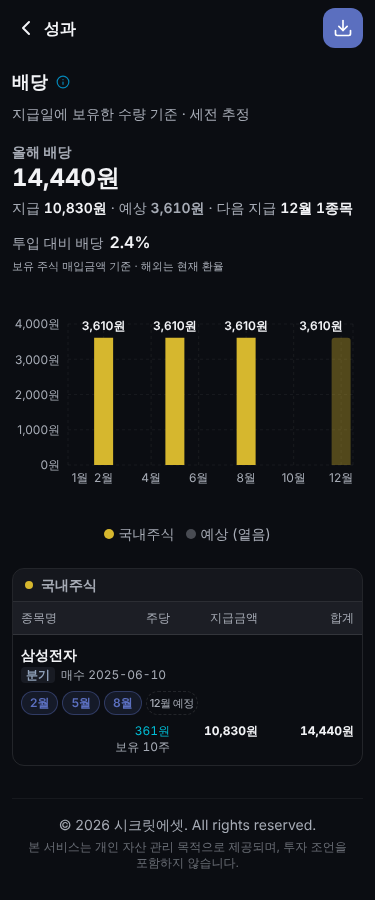 성과
배당
지급일에 보유한 수량 기준 · 세전 추정
올해 배당
14,440원
지급 10,830원 · 예상 3,610원 · 다음 지급 12월 1종목
투입 대비 배당 2.4%
보유 주식 매입금액 기준 · 해외는 현재 환율
4,000원
3,610원 3,610원 3,610원 3,610원
3,000원
2,000원
1,000원
0원
1월 2월 4월 6월 8월 10월 12월
국내주식 예상 (옅음)
국내주식
종목명 주당 지급금액 합계
삼성전자
분기 매수 2025-06-10
2월 5월 8월 12월 예정
361원 10,830원 14,440원
보유 10주
© 2026 시크릿에셋. All rights reserved.
본 서비스는 개인 자산 관리 목적으로 제공되며, 투자 조언을
포함하지 않습니다.